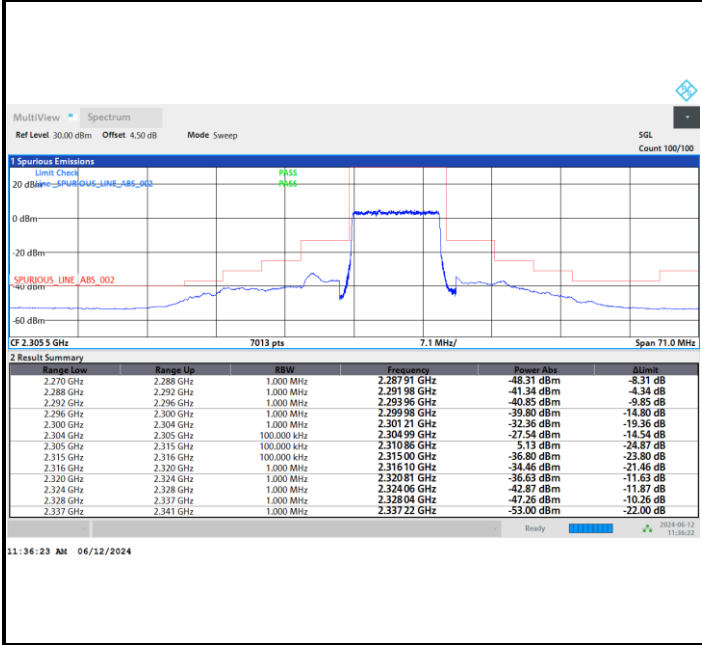 MultiView Spectrum
Ref Level 30.00 dBm Offset 4.50 dB Mode Sweep SGL
Count 100/100
1 Spurious Emissions
Limit Check PASS
Line _SPURIOUS_LINE_ABS_002 PASS
20 dBm
0 dBm
-20 dBm
SPURIOUS_LINE_ABS_002
-40 dBm
-60 dBm
CF 2.305 5 GHz 7013 pts 7.1 MHz/ Span 71.0 MHz
2 Result Summary
Range Low Range Up RBW Frequency Power Abs ΔLimit
2.270 GHz 2.288 GHz 1.000 MHz 2.287 91 GHz -48.31 dBm -8.31 dB
2.288 GHz 2.292 GHz 1.000 MHz 2.291 98 GHz -41.34 dBm -4.34 dB
2.292 GHz 2.296 GHz 1.000 MHz 2.293 96 GHz -40.85 dBm -9.85 dB
2.296 GHz 2.300 GHz 1.000 MHz 2.299 98 GHz -39.80 dBm -14.80 dB
2.300 GHz 2.304 GHz 1.000 MHz 2.301 21 GHz -32.36 dBm -19.36 dB
2.304 GHz 2.305 GHz 100.000 kHz 2.304 99 GHz -27.54 dBm -14.54 dB
2.305 GHz 2.315 GHz 100.000 kHz 2.310 86 GHz 5.13 dBm -24.87 dB
2.315 GHz 2.316 GHz 100.000 kHz 2.315 00 GHz -36.80 dBm -23.80 dB
2.316 GHz 2.320 GHz 1.000 MHz 2.316 10 GHz -34.46 dBm -21.46 dB
2.320 GHz 2.324 GHz 1.000 MHz 2.320 81 GHz -36.63 dBm -11.63 dB
2.324 GHz 2.328 GHz 1.000 MHz 2.324 06 GHz -42.87 dBm -11.87 dB
2.328 GHz 2.337 GHz 1.000 MHz 2.328 04 GHz -47.26 dBm -10.26 dB
2.337 GHz 2.341 GHz 1.000 MHz 2.337 22 GHz -53.00 dBm -22.00 dB
Ready 2024-06-12
11:36:22
11:36:23 AM 06/12/2024